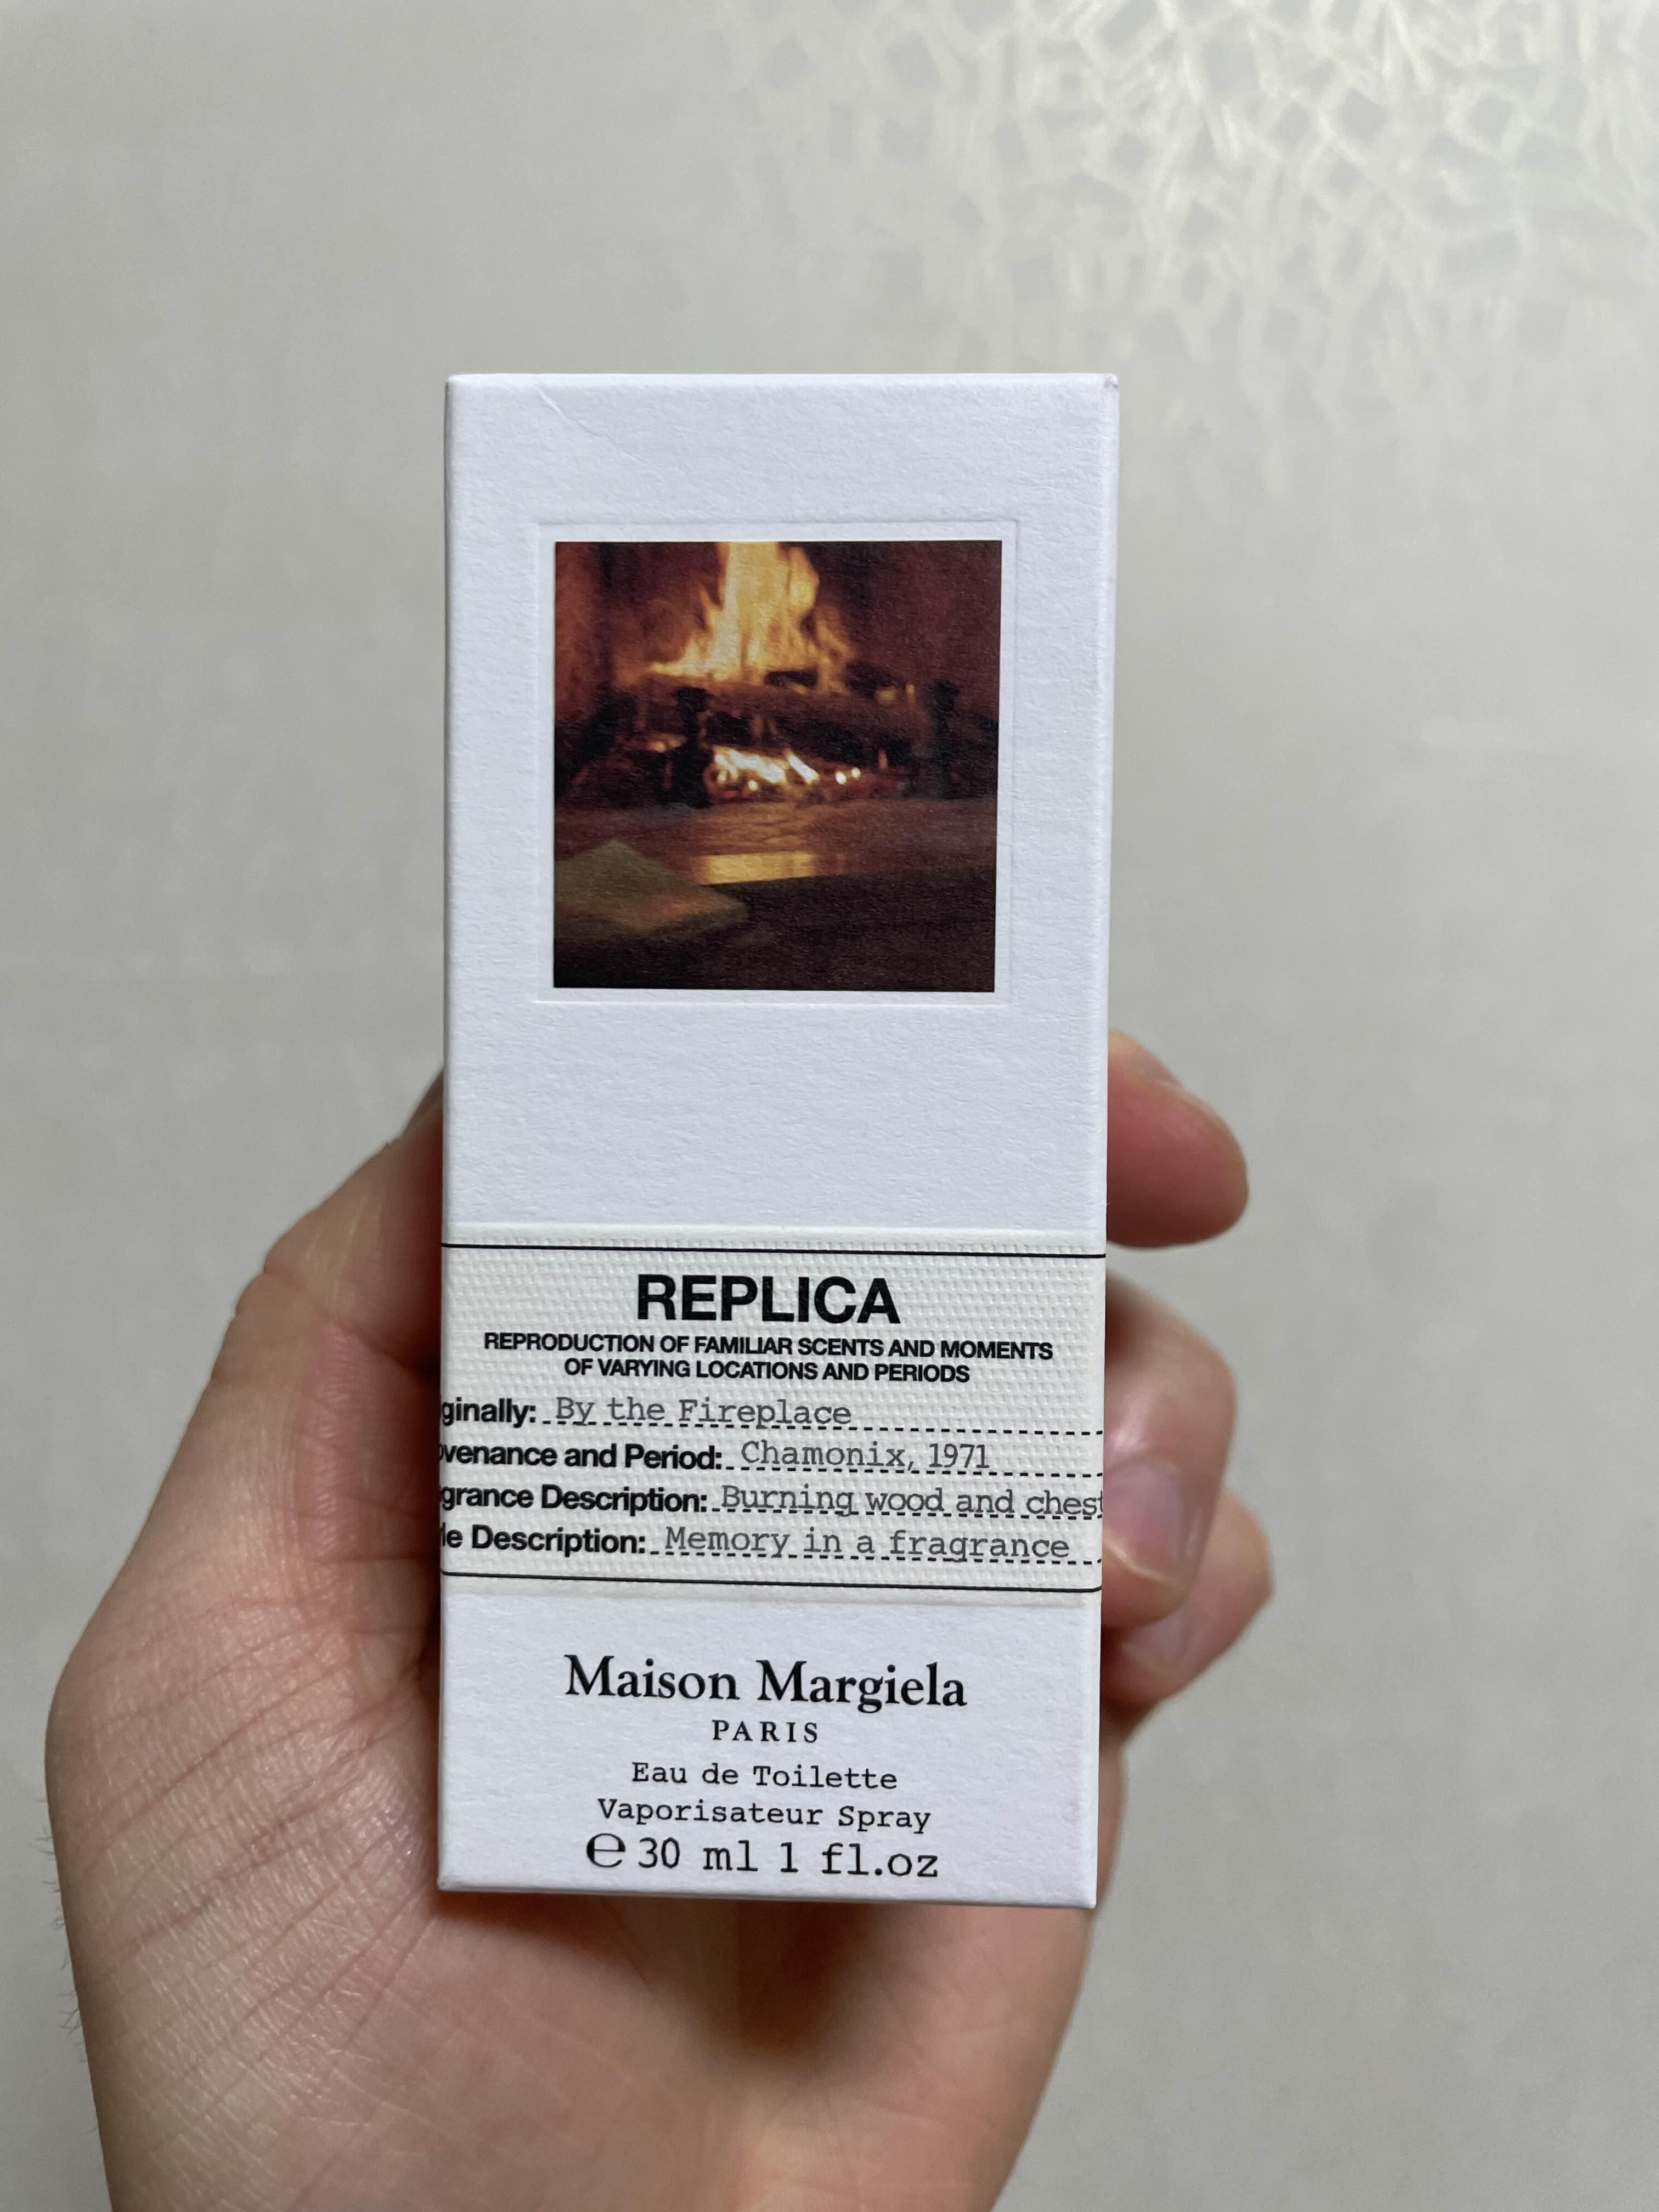 REPLICA
REPRODUCTION OF FAMILIAR SCENTS AND MOMENTS
OF VARYING LOCATIONS AND PERIODS
ginally: By the Fireplace
venance and Period: Chamonix, 1971
grance Description: Burning wood and chest
le Description: Memory in a fragrance
Maison Margiela
PARIS
Eau de Toilette
Vaporisateur Spray
℮ 30 ml 1 fl.oz